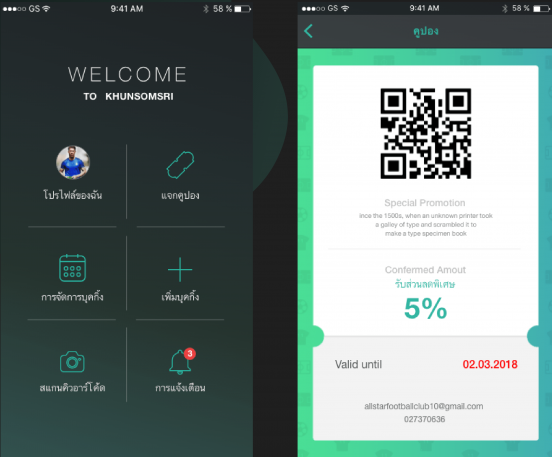 GS 9:41 AM 58 %
WELCOME
TO KHUNSOMSRI
โปรไฟล์ของฉัน
แจกคูปอง
การจัดการบุคกิ้ง
เพิ่มบุคกิ้ง
3
สแกนคิวอาร์โค้ด
การแจ้งเตือน
GS 9:41 AM 58 %
คูปอง
Special Promotion
ince the 1500s, when an unknown printer took
a galley of type and scrambled it to
make a type specimen book
Confermed Amout
รับส่วนลดพิเศษ
5%
Valid until 02.03.2018
allstarfootballclub10@gmail.com
027370636